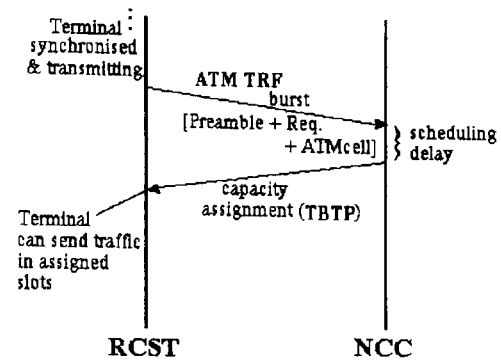 Terminal
synchronised
& transmitting
ATM TRF
burst
[Preamble + Req.
+ ATMcell]
scheduling
delay
capacity
assignment (TBTP)
Terminal
can send traffic
in assigned
slots
RCST
NCC